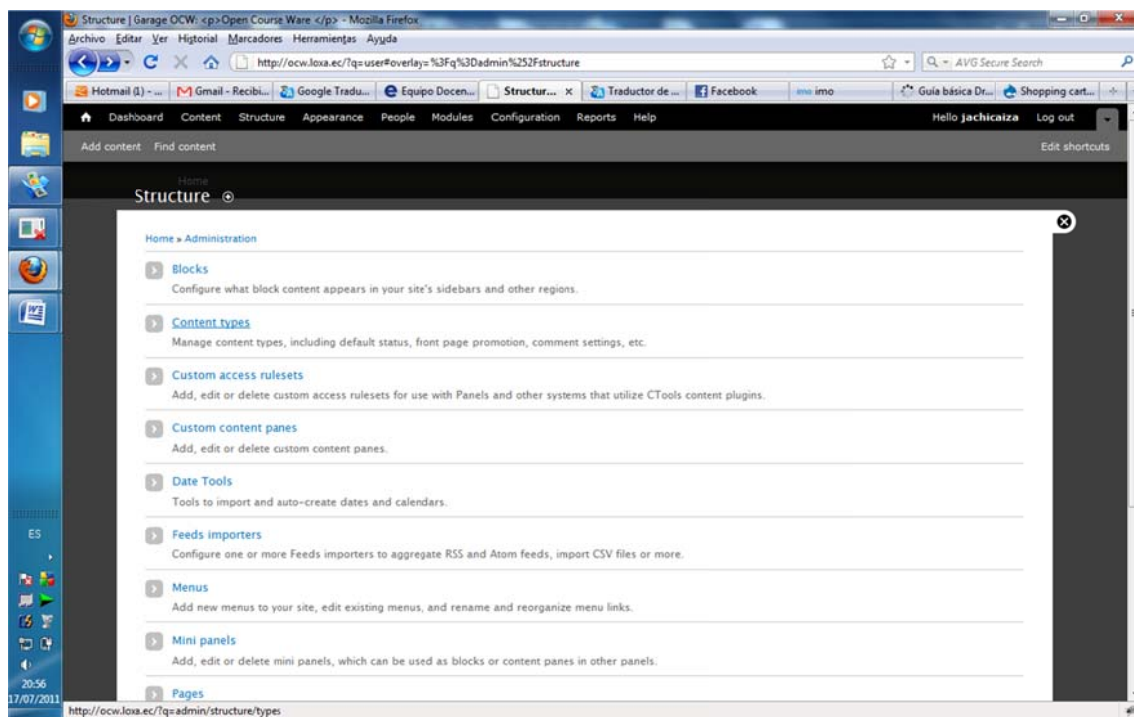 Structure | Garage OCW: <p>Open Course Ware </p> - Mozilla Firefox
Archivo Editar Ver Historial Marcadores Herramientas Ayuda
http://ocw.loxa.ec/?q=user#overlay=%3Fq%3Dadmin%252Fstructure
AVG Secure Search
Hotmail (1) - ... Gmail - Recibi... Google Tradu... Equipo Docen... Structur... x Traductor de ... Facebook imo imo Guía básica Dr... Shopping cart...
Dashboard Content Structure Appearance People Modules Configuration Reports Help Hello jachicaiza Log out
Add content Find content Edit shortcuts
Home
Structure
Home » Administration
Blocks
Configure what block content appears in your site's sidebars and other regions.
Content types
Manage content types, including default status, front page promotion, comment settings, etc.
Custom access rulesets
Add, edit or delete custom access rulesets for use with Panels and other systems that utilize CTools content plugins.
Custom content panes
Add, edit or delete custom content panes.
Date Tools
Tools to import and auto-create dates and calendars.
Feeds importers
Configure one or more Feeds importers to aggregate RSS and Atom feeds, import CSV files or more.
Menus
Add new menus to your site, edit existing menus, and rename and reorganize menu links.
Mini panels
Add, edit or delete mini panels, which can be used as blocks or content panes in other panels.
Pages
ES
20:56
17/07/2011
http://ocw.loxa.ec/?q=admin/structure/types